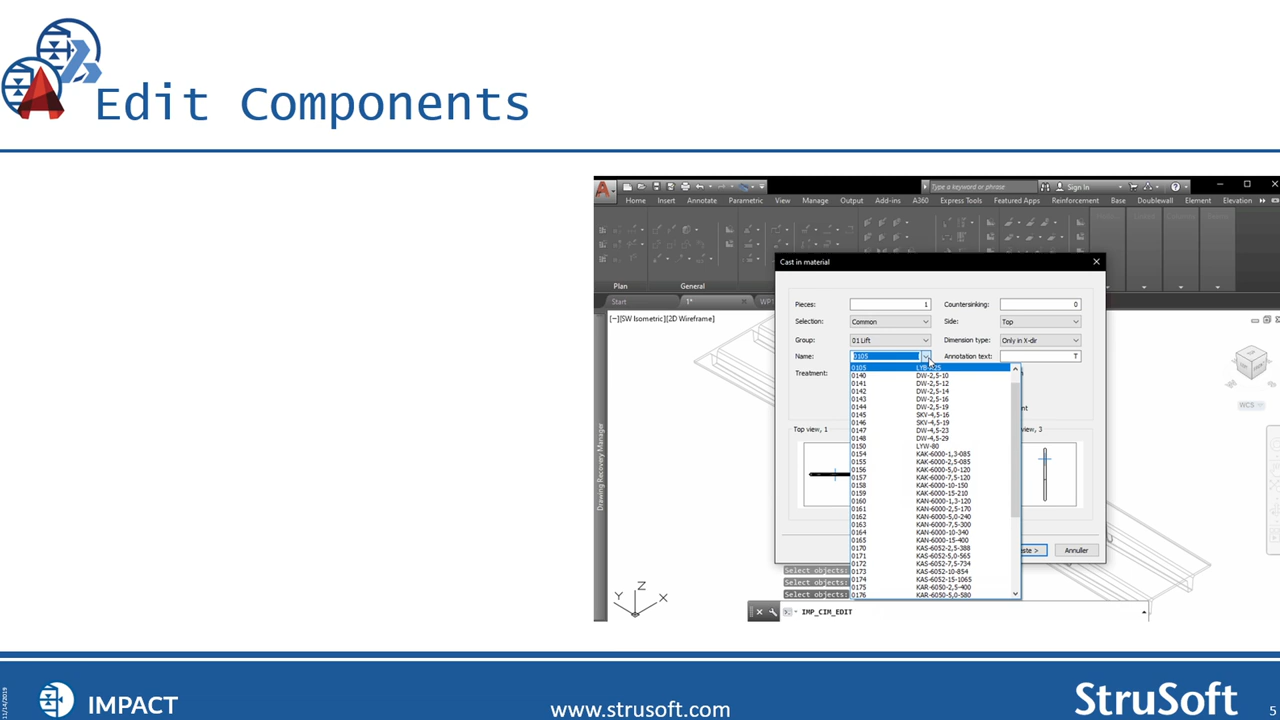 Edit Components
Type a keyword or phrase
Sign In
Home Insert Annotate Parametric View Manage Output Add-ins A360 Express Tools Featured Apps Reinforcement Base Doublewall Element Elevation
Plan General
Start 1* WP1
[−][SW Isometric][2D Wireframe]
WCS
Drawing Recovery Manager
Cast in material
Pieces: 1 Countersinking: 0
Selection: Common Side: Top
Group: 01 Lift Dimension type: Only in X-dir
Name: 0105 Annotation text: T
Treatment:
0105
0140 DW-2,5-10
0141 DW-2,5-12
0142 DW-2,5-14
0143 DW-2,5-16
0144 DW-2,5-19
0145 SKV-4,5-16
0146 SKV-4,5-19
0147 DW-4,5-23
0148 DW-4,5-29
0150 LYW-80
0154 KAK-6000-1,3-085
0155 KAK-6000-2,5-085
0156 KAK-6000-5,0-120
0157 KAK-6000-7,5-120
0158 KAK-6000-10-150
0159 KAK-6000-15-210
0160 KAN-6000-1,3-120
0161 KAN-6000-2,5-170
0162 KAN-6000-5,0-240
0163 KAN-6000-7,5-300
0164 KAN-6000-10-340
0165 KAN-6000-15-400
0170 KAS-6052-2,5-388
0171 KAS-6052-5,0-565
0172 KAS-6052-7,5-734
0173 KAS-6052-10-854
0174 KAS-6052-15-1065
0175 KAR-6050-2,5-400
0176 KAR-6050-5,0-580
Top view, 1 view, 3
Annuller
Select objects:
Select objects:
Select objects:
Z
Y X
IMP_CIM_EDIT
11/14/2019
IMPACT
www.strusoft.com
StruSoft
5